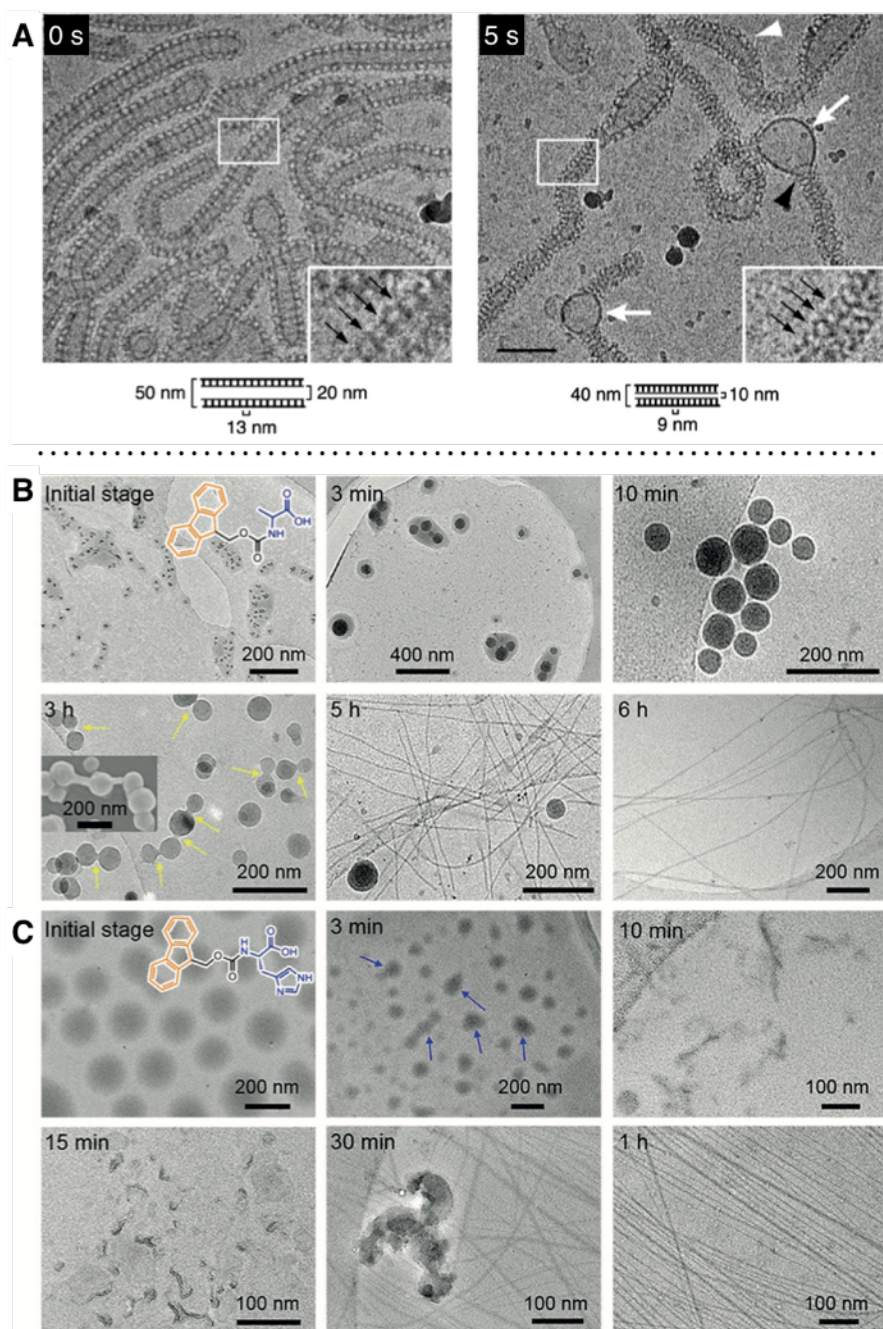 A
0 s
5 s
50 nm
20 nm
13 nm
40 nm
10 nm
9 nm
B
Initial stage
O
OH
N
H
O
O
200 nm
3 min
400 nm
10 min
200 nm
3 h
200 nm
200 nm
5 h
200 nm
6 h
200 nm
C
Initial stage
H
N
O
OH
O
O
NH
N
200 nm
3 min
200 nm
10 min
100 nm
15 min
100 nm
30 min
100 nm
1 h
100 nm